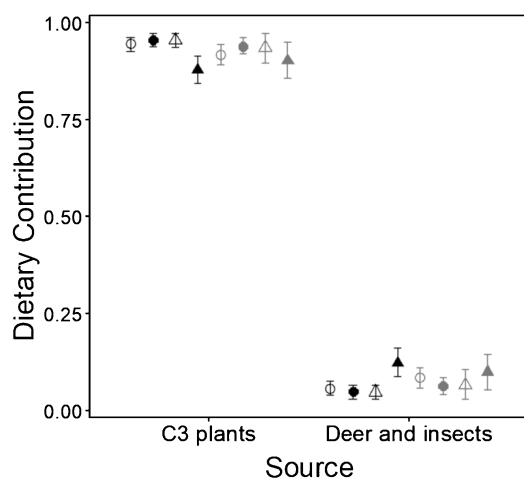 1.00
0.75
0.50
0.25
0.00
Dietary Contribution
C3 plants
Deer and insects
Source